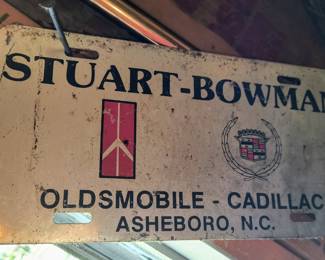 STUART-BOWMA
OLDSMOBILE - CADILLAC
ASHEBORO, N.C.